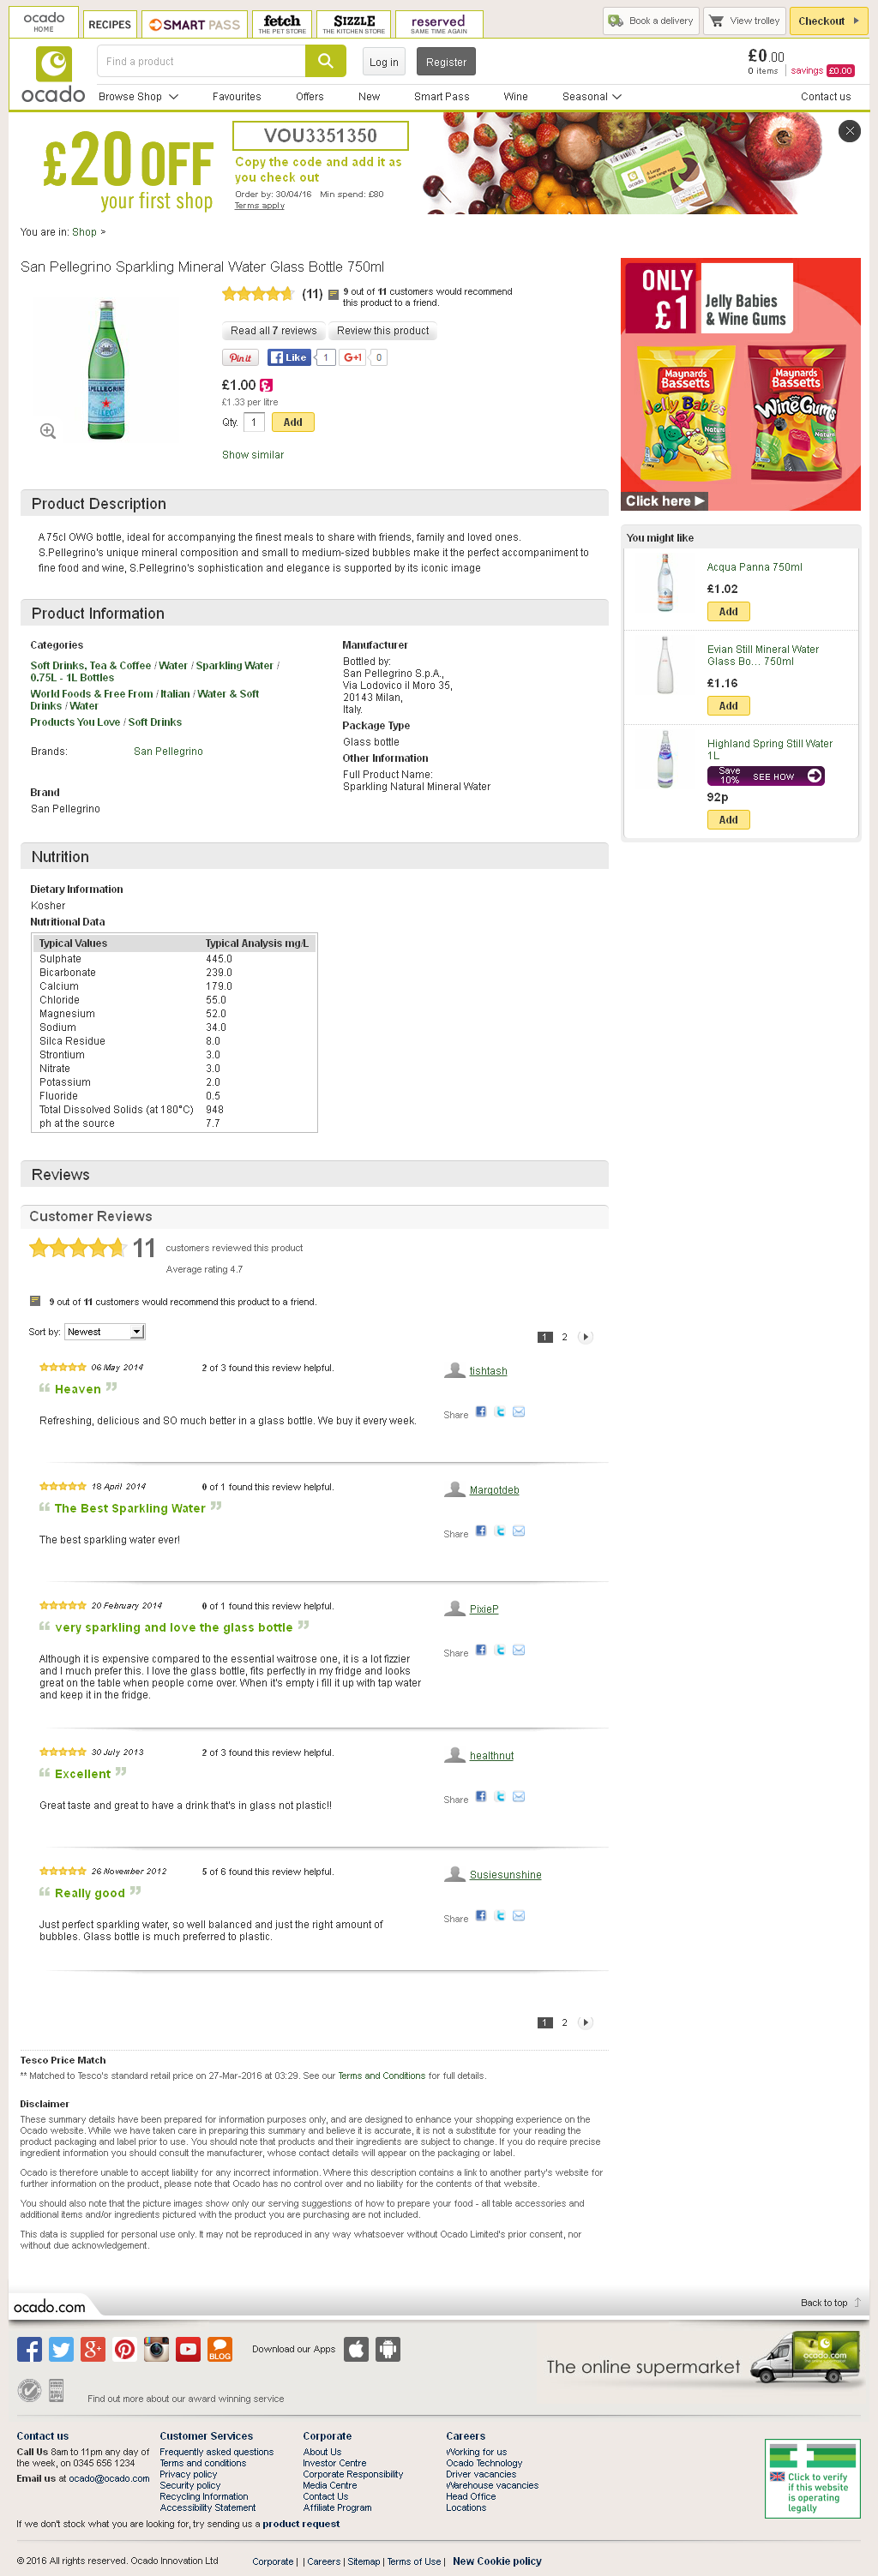 ocado
HOME
RECIPES
SMART PASS
fetch
THE PET STORE
SIZZLE
THE KITCHEN STORE
reserved
SAME TIME AGAIN
Book a delivery
View trolley
Checkout
ocado
Find a product
Log in
Register
£0.00
0 items
savings £0.00
Browse Shop
Favourites
Offers
New
Smart Pass
Wine
Seasonal
Contact us
£20 OFF
your first shop
VOU3351350
Copy the code and add it as
you check out
Order by: 30/04/16 Min spend: £80
Terms apply
You are in: Shop >
San Pellegrino Sparkling Mineral Water Glass Bottle 750ml
(11)
9 out of 11 customers would recommend
this product to a friend.
Read all 7 reviews
Review this product
Pin it
Like
1
G+1
0
£1.00
£1.33 per litre
Qty. 1 Add
Show similar
ONLY
£1
Jelly Babies
& Wine Gums
Maynards
Bassetts
Jelly Babies
Maynards
Bassetts
Wine Gums
Click here
Product Description
A 75cl OWG bottle, ideal for accompanying the finest meals to share with friends, family and loved ones.
S.Pellegrino's unique mineral composition and small to medium-sized bubbles make it the perfect accompaniment to
fine food and wine, S.Pellegrino's sophistication and elegance is supported by its iconic image
You might like
Acqua Panna 750ml
£1.02
Add
Evian Still Mineral Water
Glass Bo... 750ml
£1.16
Add
Highland Spring Still Water
1L
Save
10%
SEE HOW
92p
Add
Product Information
Categories
Soft Drinks, Tea & Coffee / Water / Sparkling Water /
0.75L - 1L Bottles
World Foods & Free From / Italian / Water & Soft
Drinks / Water
Products You Love / Soft Drinks
Brands: San Pellegrino
Brand
San Pellegrino
Manufacturer
Bottled by:
San Pellegrino S.p.A.,
Via Lodovico il Moro 35,
20143 Milan,
Italy.
Package Type
Glass bottle
Other Information
Full Product Name:
Sparkling Natural Mineral Water
Nutrition
Dietary Information
Kosher
Nutritional Data
Typical Values Typical Analysis mg/L
Sulphate 445.0
Bicarbonate 239.0
Calcium 179.0
Chloride 55.0
Magnesium 52.0
Sodium 34.0
Silca Residue 8.0
Strontium 3.0
Nitrate 3.0
Potassium 2.0
Fluoride 0.5
Total Dissolved Solids (at 180°C) 948
ph at the source 7.7
Reviews
Customer Reviews
11 customers reviewed this product
Average rating 4.7
9 out of 11 customers would recommend this product to a friend.
Sort by: Newest
1 2
06 May 2014 2 of 3 found this review helpful. tishtash
“ Heaven ”
Refreshing, delicious and SO much better in a glass bottle. We buy it every week.
Share
18 April 2014 0 of 1 found this review helpful. Margotdeb
“ The Best Sparkling Water ”
The best sparkling water ever!
Share
20 February 2014 0 of 1 found this review helpful. PixieP
“ very sparkling and love the glass bottle ”
Share
Although it is expensive compared to the essential waitrose one, it is a lot fizzier
and I much prefer this. I love the glass bottle, fits perfectly in my fridge and looks
great on the table when people come over. When it's empty i fill it up with tap water
and keep it in the fridge.
30 July 2013 2 of 3 found this review helpful. healthnut
“ Excellent ”
Great taste and great to have a drink that's in glass not plastic!!
Share
26 November 2012 5 of 6 found this review helpful. Susiesunshine
“ Really good ”
Share
Just perfect sparkling water, so well balanced and just the right amount of
bubbles. Glass bottle is much preferred to plastic.
1 2
Tesco Price Match
** Matched to Tesco's standard retail price on 27-Mar-2016 at 03:29. See our Terms and Conditions for full details.
Disclaimer
These summary details have been prepared for information purposes only, and are designed to enhance your shopping experience on the
Ocado website. While we have taken care in preparing this summary and believe it is accurate, it is not a substitute for your reading the
product packaging and label prior to use. You should note that products and their ingredients are subject to change. If you do require precise
ingredient information you should consult the manufacturer, whose contact details will appear on the packaging or label.
Ocado is therefore unable to accept liability for any incorrect information. Where this description contains a link to another party's website for
further information on the product, please note that Ocado has no control over and no liability for the contents of that website.
You should also note that the picture images show only our serving suggestions of how to prepare your food - all table accessories and
additional items and/or ingredients pictured with the product you are purchasing are not included.
This data is supplied for personal use only. It may not be reproduced in any way whatsoever without Ocado Limited's prior consent, nor
without due acknowledgement.
ocado.com
Back to top
BLOG
Download our Apps
The online supermarket
Find out more about our award winning service
Contact us
Call Us 8am to 11pm any day of
the week, on 0345 656 1234
Email us at ocado@ocado.com
Customer Services
Frequently asked questions
Terms and conditions
Privacy policy
Security policy
Recycling Information
Accessibility Statement
Corporate
About Us
Investor Centre
Corporate Responsibility
Media Centre
Contact Us
Affiliate Program
Careers
Working for us
Ocado Technology
Driver vacancies
Warehouse vacancies
Head Office
Locations
Click to verify
if this website
is operating
legally
If we don't stock what you are looking for, try sending us a product request
© 2016 All rights reserved. Ocado Innovation Ltd
Corporate | | Careers | Sitemap | Terms of Use | New Cookie policy